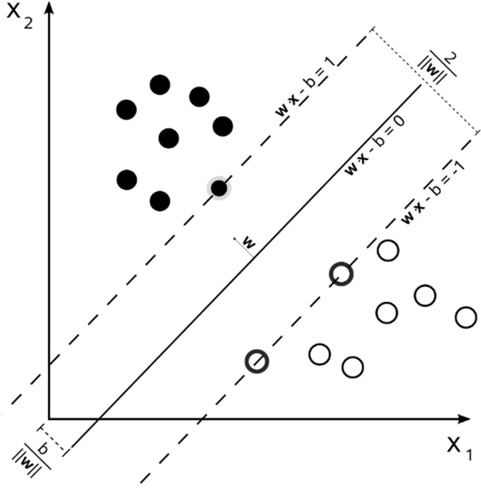 X₂
w·x - b = 1
2
‖w‖
w·x - b = 0
w·x - b = -1
w
b
‖w‖
X₁